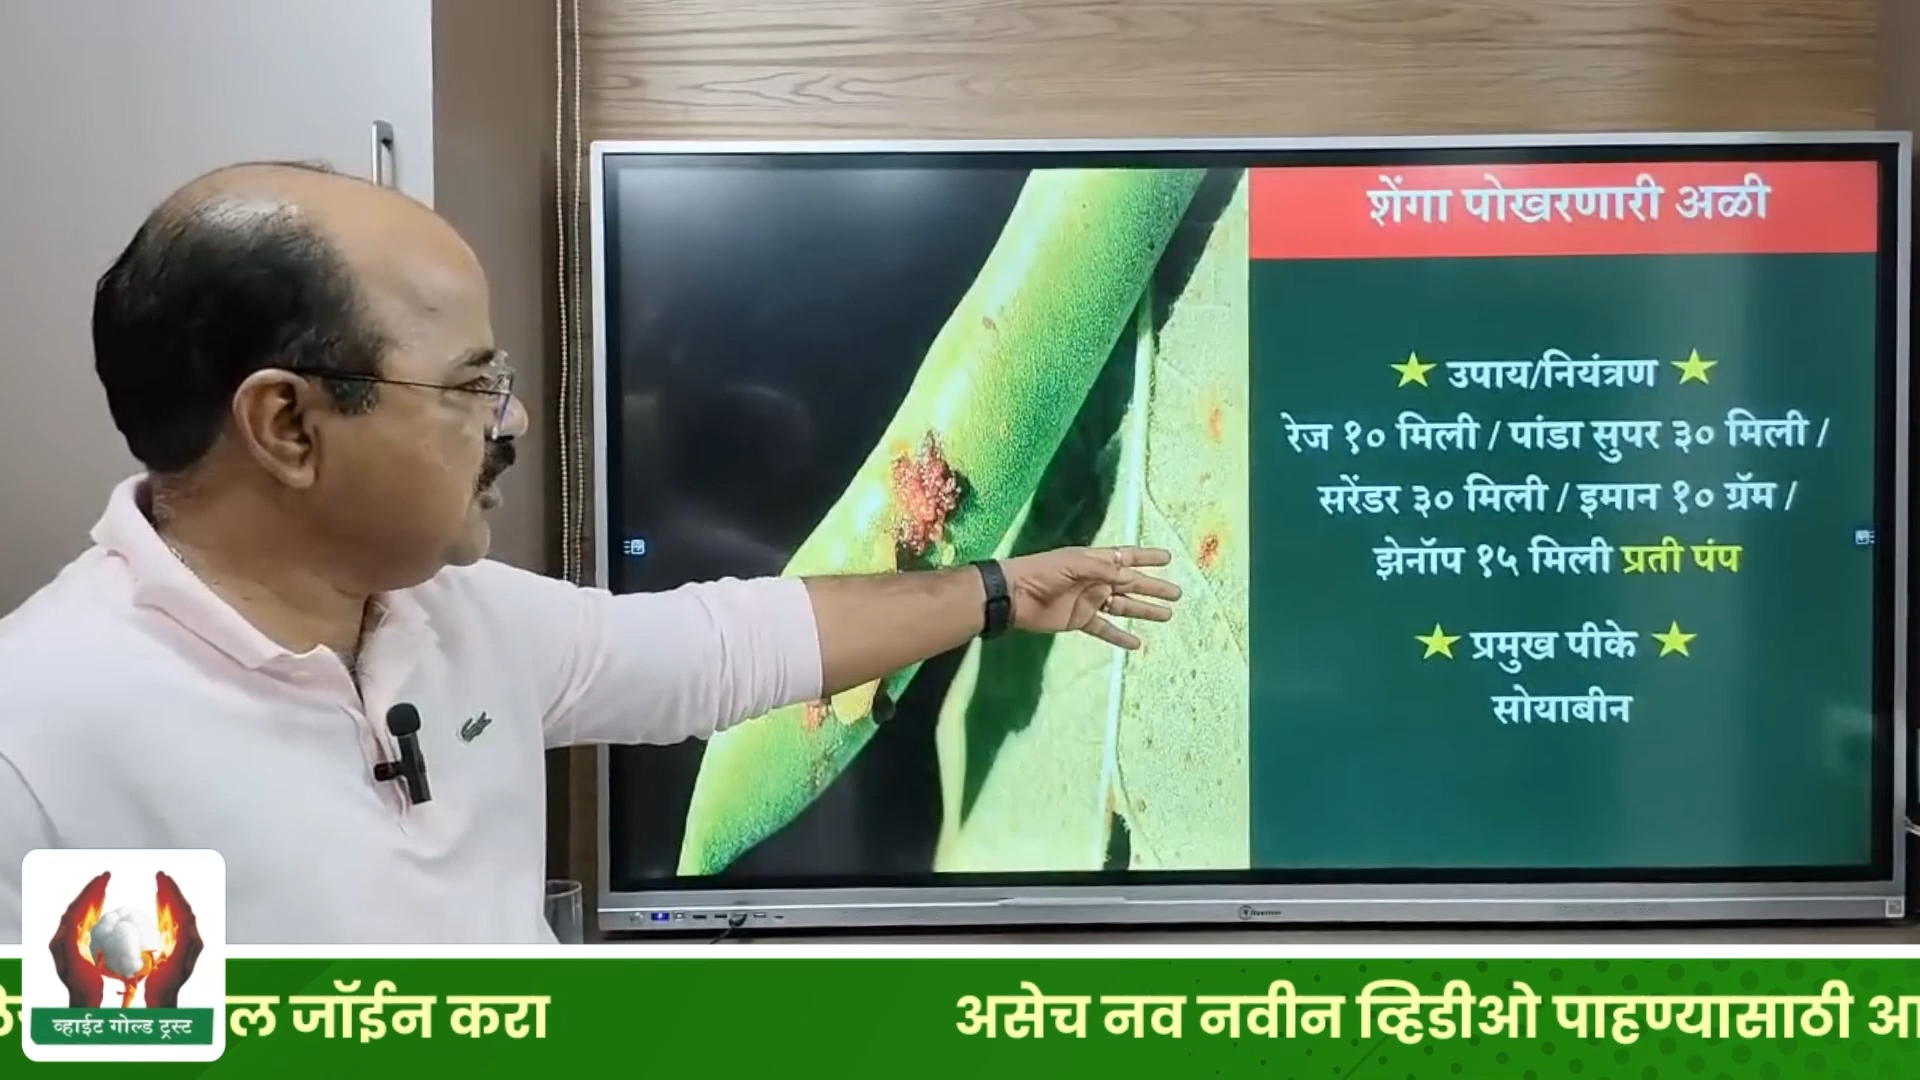 शेंगा पोखरणारी अळी
उपाय/नियंत्रण
रेज १० मिली / पांडा सुपर ३० मिली /
सरेंडर ३० मिली / इमान १० ग्रॅम /
झेनॉप १५ मिली प्रती पंप
प्रमुख पीके
सोयाबीन
व्हाईट गोल्ड ट्रस्ट
जॉईन करा
असेच नव नवीन व्हिडीओ पाहण्यासाठी